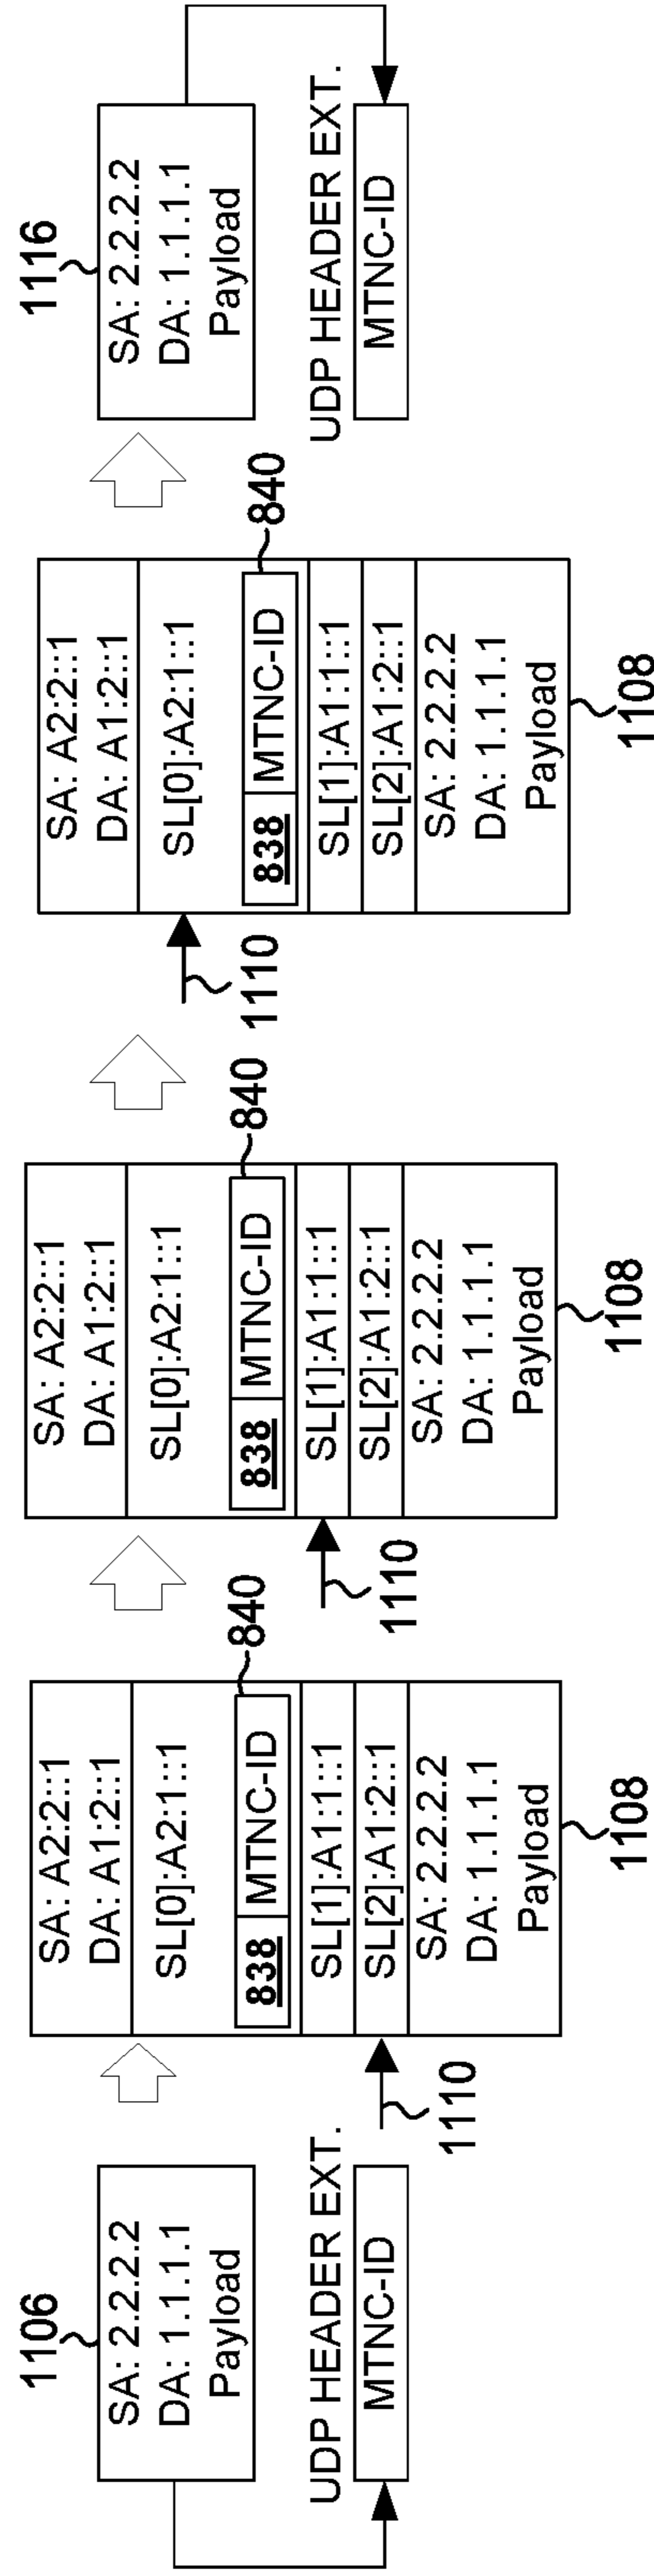 1106
SA: 2.2.2.2
DA: 1.1.1.1
Payload
UDP HEADER EXT.
MTNC-ID
1110
SA: A2:2::1
DA: A1:2::1
SL[0]:A2:1::1
838 MTNC-ID
840
SL[1]:A1:1::1
SL[2]:A1:2::1
SA: 2.2.2.2
DA: 1.1.1.1
Payload
1108
1110
SA: A2:2::1
DA: A1:2::1
SL[0]:A2:1::1
838 MTNC-ID
840
SL[1]:A1:1::1
SL[2]:A1:2::1
SA: 2.2.2.2
DA: 1.1.1.1
Payload
1108
1110
SA: A2:2::1
DA: A1:2::1
SL[0]:A2:1::1
838 MTNC-ID
840
SL[1]:A1:1::1
SL[2]:A1:2::1
SA: 2.2.2.2
DA: 1.1.1.1
Payload
1108
1116
SA: 2.2.2.2
DA: 1.1.1.1
Payload
UDP HEADER EXT.
MTNC-ID